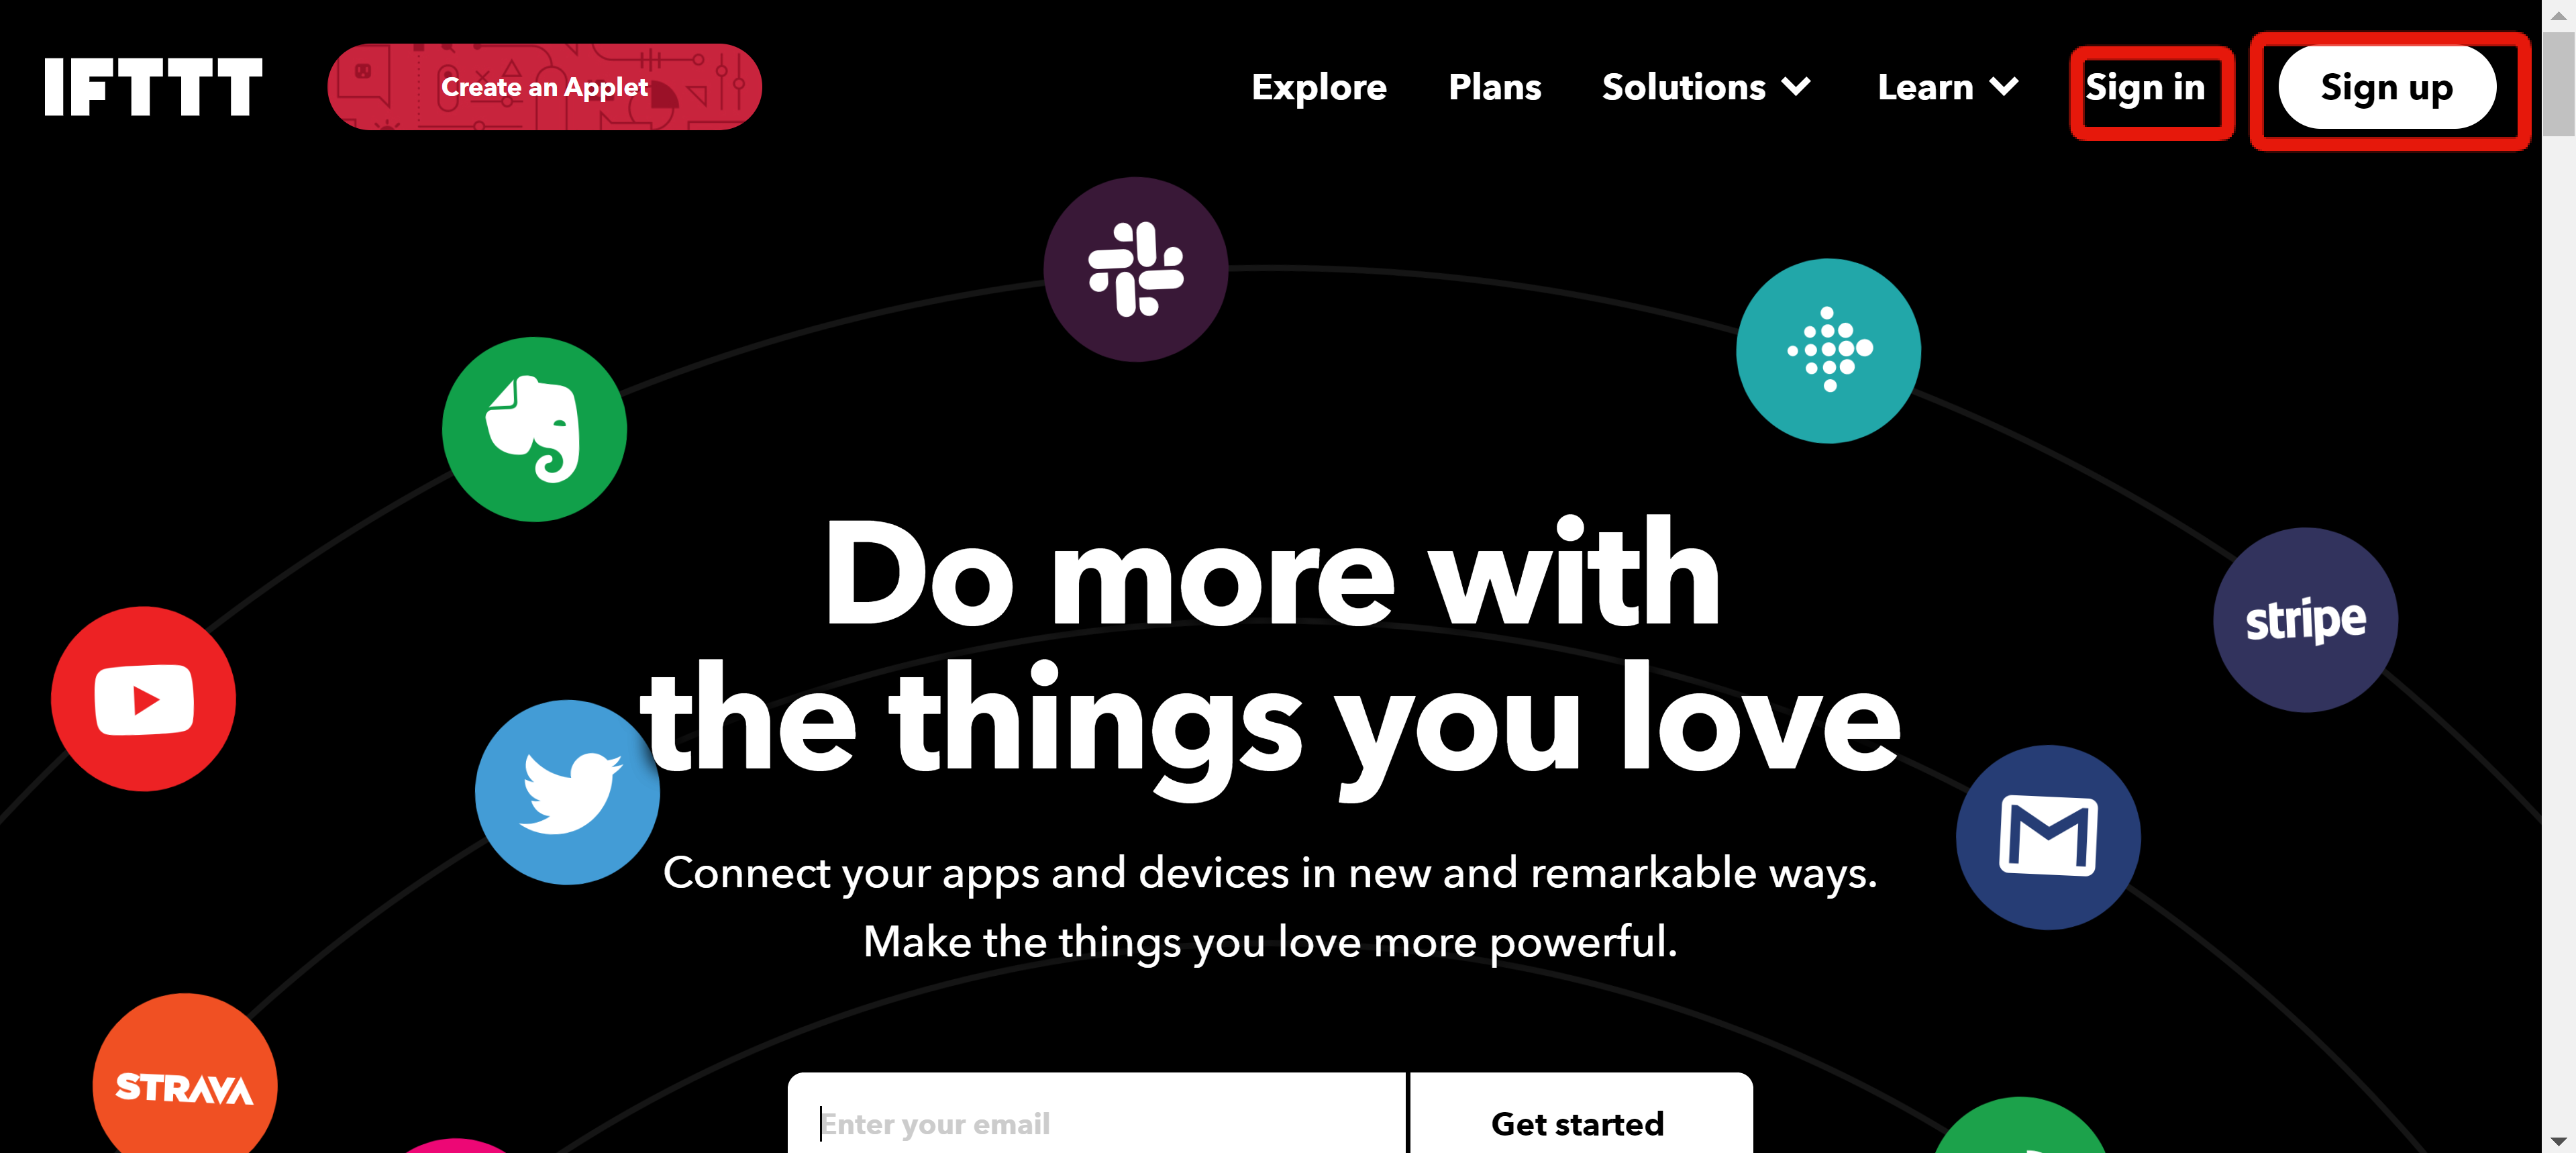 IFTTT
Create an Applet
Explore
Plans
Solutions
Learn
Sign in
Sign up
stripe
Do more with
the things you love
Connect your apps and devices in new and remarkable ways.
Make the things you love more powerful.
STRAVA
Enter your email
Get started